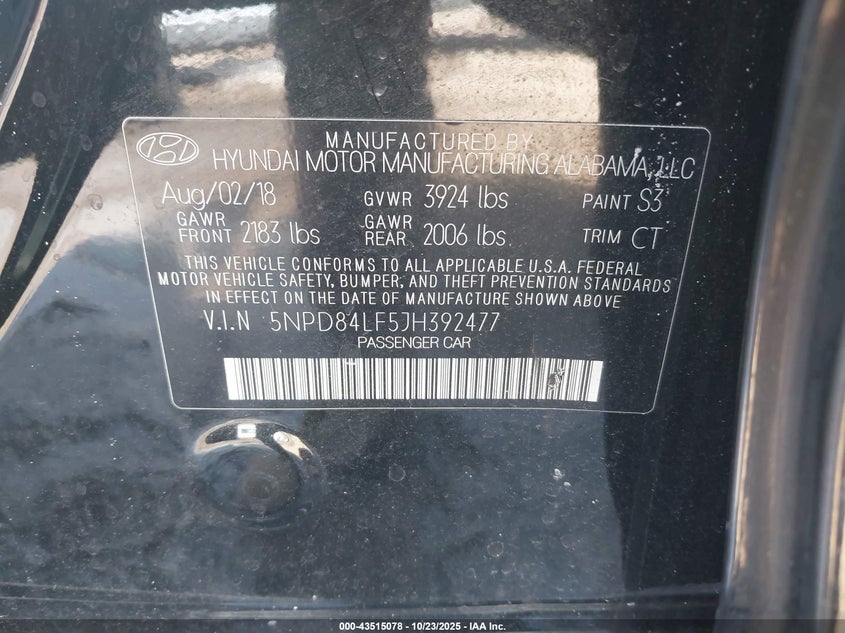 MANUFACTURED BY
HYUNDAI MOTOR MANUFACTURING ALABAMA, LLC
Aug/02/18 GVWR 3924 lbs PAINT S3
GAWR FRONT 2183 lbs GAWR REAR 2006 lbs. TRIM CT
THIS VEHICLE CONFORMS TO ALL APPLICABLE U.S.A. FEDERAL
MOTOR VEHICLE SAFETY, BUMPER, AND THEFT PREVENTION STANDARDS
IN EFFECT ON THE DATE OF MANUFACTURE SHOWN ABOVE
V.I.N 5NPD84LF5JH392477
PASSENGER CAR
000-43515078 - 10/23/2025 - IAA Inc.